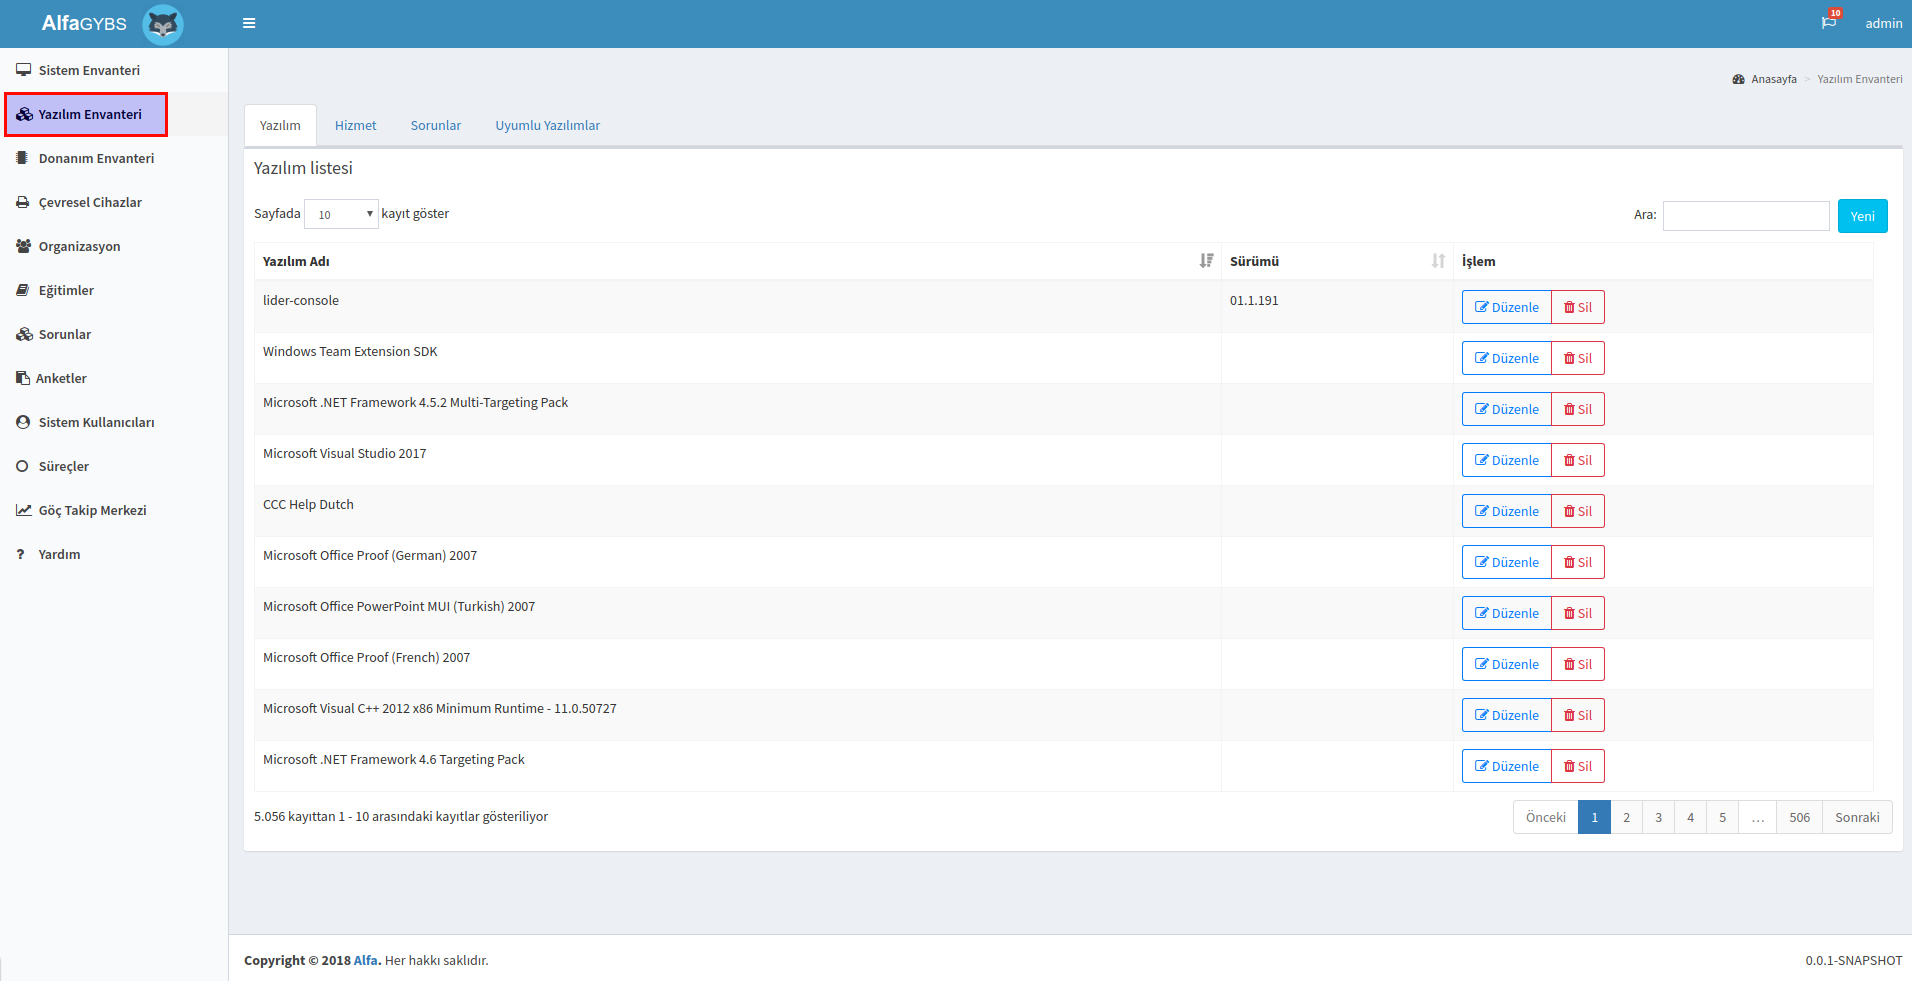 AlfaGYBS
10
admin
Sistem Envanteri
Yazılım Envanteri
Donanım Envanteri
Çevresel Cihazlar
Organizasyon
Eğitimler
Sorunlar
Anketler
Sistem Kullanıcıları
Süreçler
Göç Takip Merkezi
? Yardım
Anasayfa > Yazılım Envanteri
Yazılım Hizmet Sorunlar Uyumlu Yazılımlar
Yazılım listesi
Sayfada 10 kayıt göster Ara: Yeni
Yazılım Adı Sürümü İşlem
lider-console 01.1.191 Düzenle Sil
Windows Team Extension SDK Düzenle Sil
Microsoft .NET Framework 4.5.2 Multi-Targeting Pack Düzenle Sil
Microsoft Visual Studio 2017 Düzenle Sil
CCC Help Dutch Düzenle Sil
Microsoft Office Proof (German) 2007 Düzenle Sil
Microsoft Office PowerPoint MUI (Turkish) 2007 Düzenle Sil
Microsoft Office Proof (French) 2007 Düzenle Sil
Microsoft Visual C++ 2012 x86 Minimum Runtime - 11.0.50727 Düzenle Sil
Microsoft .NET Framework 4.6 Targeting Pack Düzenle Sil
5.056 kayıttan 1 - 10 arasındaki kayıtlar gösteriliyor Önceki 1 2 3 4 5 … 506 Sonraki
Copyright © 2018 Alfa. Her hakkı saklıdır. 0.0.1-SNAPSHOT